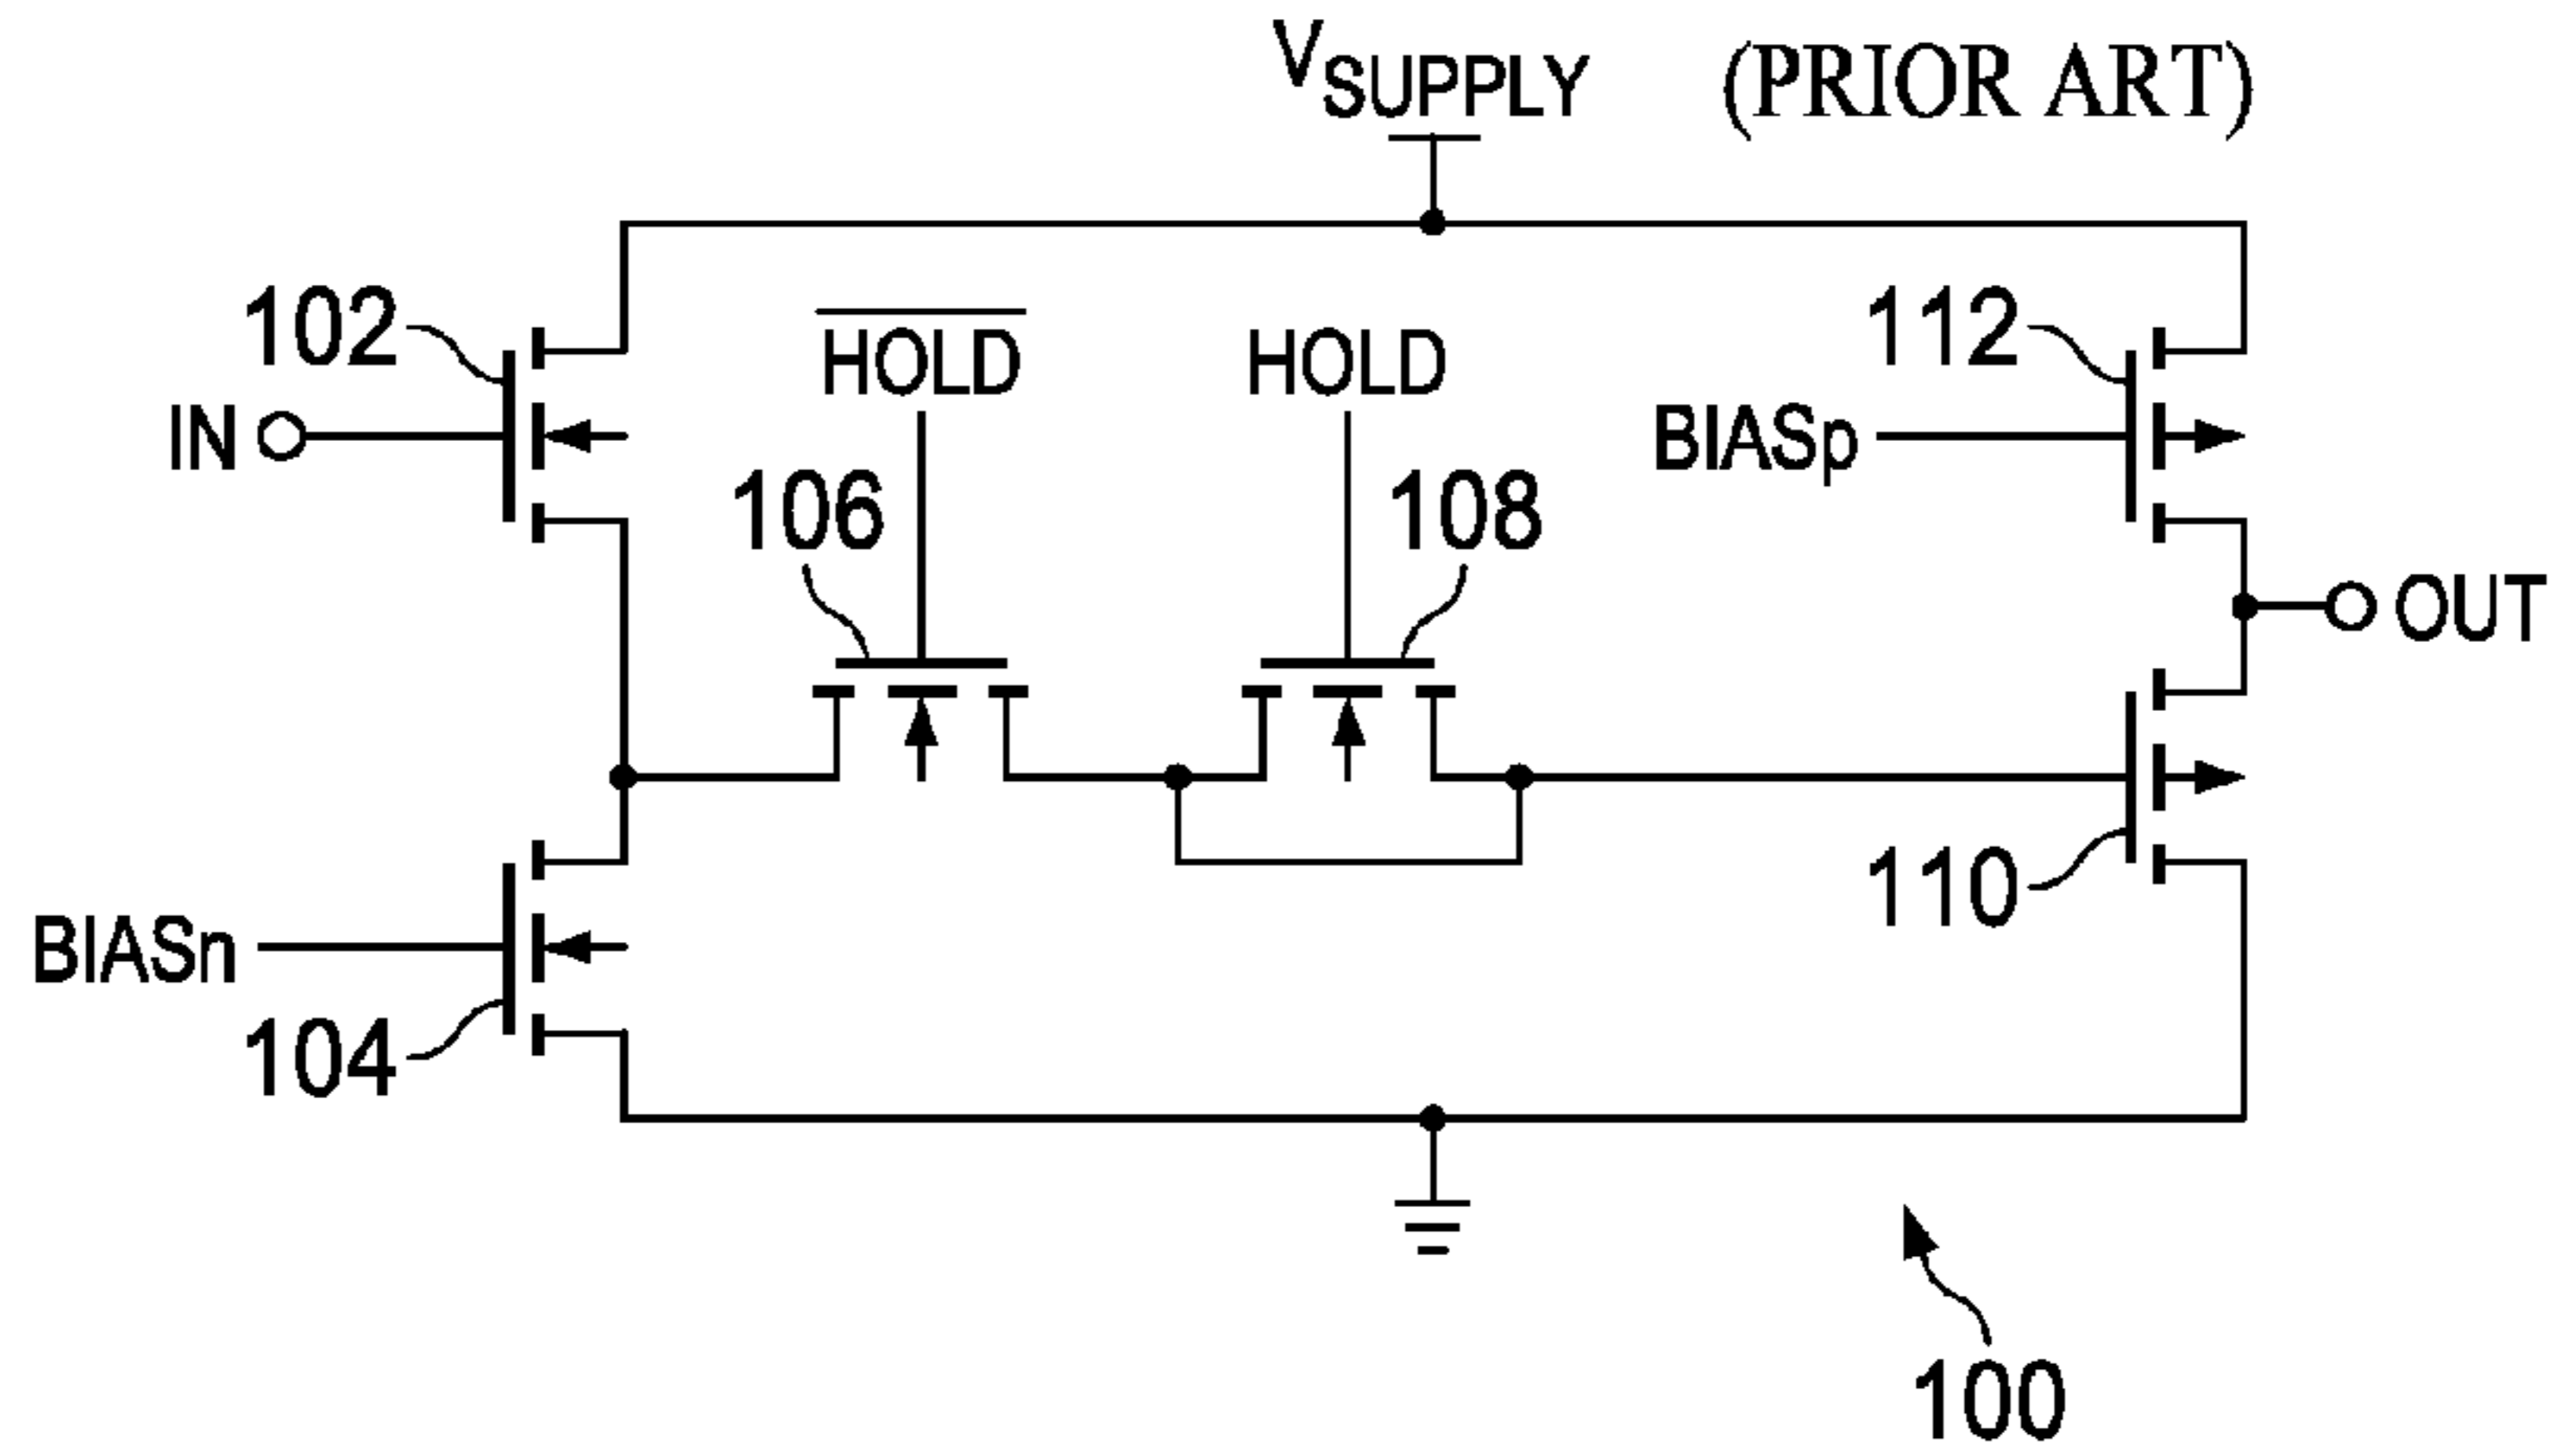 VSUPPLY (PRIOR ART)
102
HOLD
HOLD
112
IN
BIASp
106
108
OUT
110
BIASn
104
100